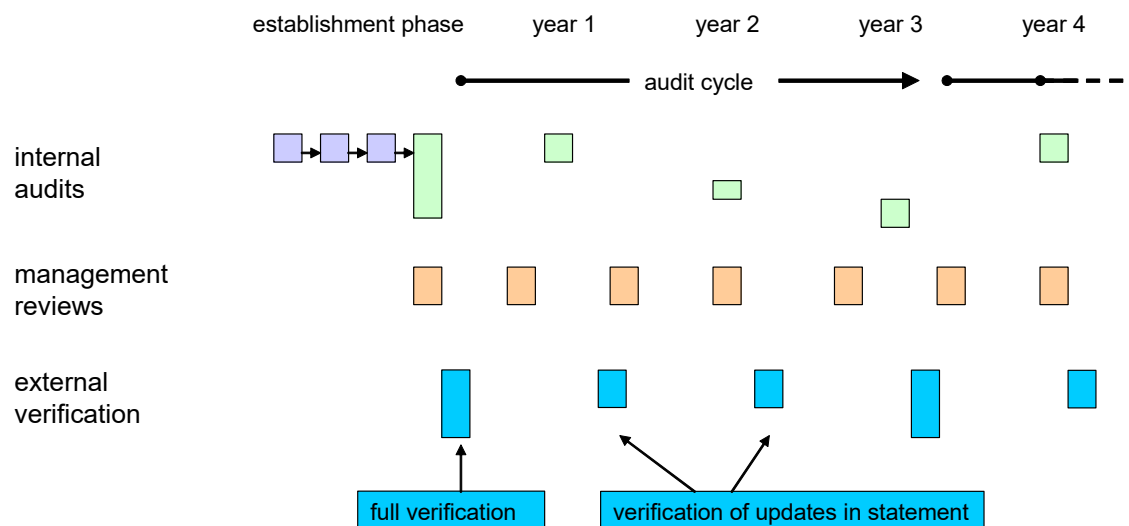 establishment phase
year 1
year 2
year 3
year 4
audit cycle
internal
audits
management
reviews
external
verification
full verification
verification of updates in statement